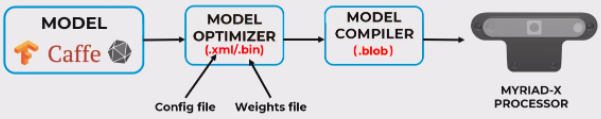 MODEL
Caffe
MODEL
OPTIMIZER
(.xml/.bin)
Config file
Weights file
MODEL
COMPILER
(.blob)
MYRIAD-X
PROCESSOR